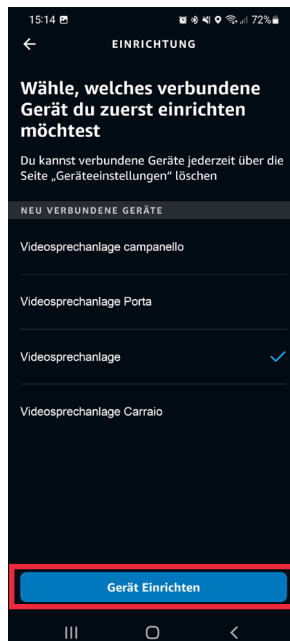 15:14 72%
EINRICHTUNG
Wähle, welches verbundene
Gerät du zuerst einrichten
möchtest
Du kannst verbundene Geräte jederzeit über die
Seite „Geräteeinstellungen“ löschen
NEU VERBUNDENE GERÄTE
Videosprechanlage campanello
Videosprechanlage Porta
Videosprechanlage
Videosprechanlage Carraio
Gerät Einrichten